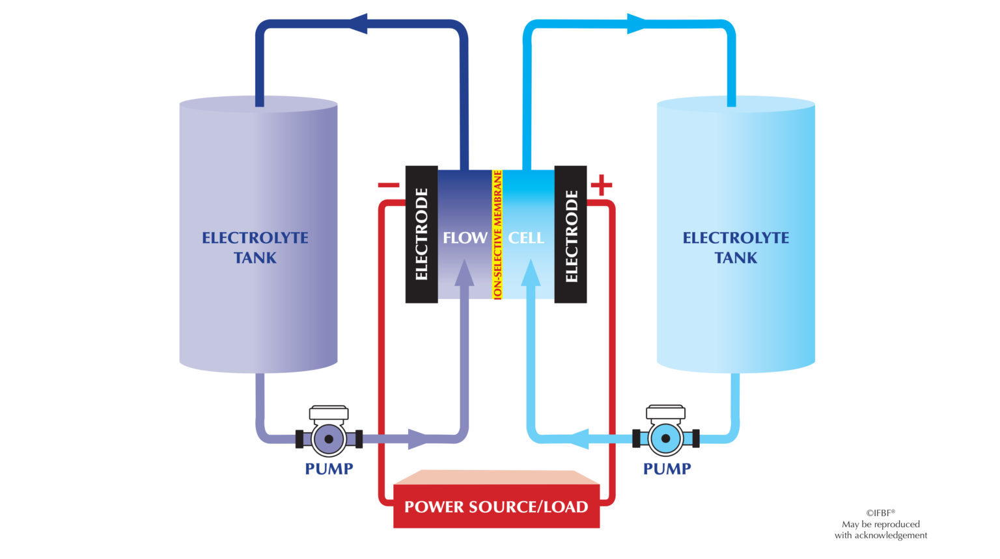 ELECTROLYTE
TANK
−
ELECTRODE
FLOW
ION-SELECTIVE MEMBRANE
CELL
ELECTRODE
+
ELECTROLYTE
TANK
PUMP
PUMP
POWER SOURCE/LOAD
©IFBF®
May be reproduced
with acknowledgement